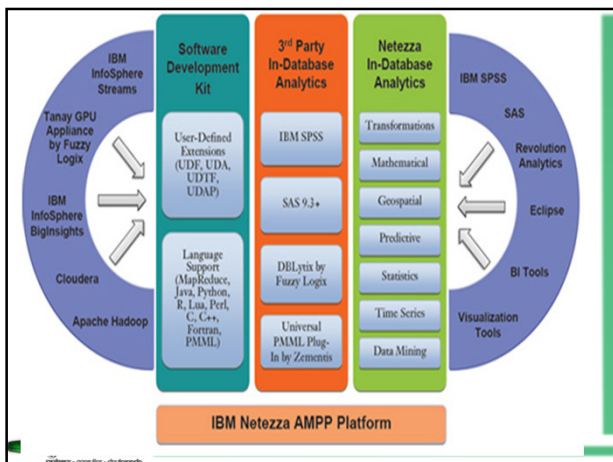 IBM
InfoSphere
Streams
Tanay GPU
Appliance
by Fuzzy
Logix
IBM
InfoSphere
BigInsights
Cloudera
Apache Hadoop
Software
Development
Kit
User-Defined
Extensions
(UDF, UDA,
UDTF,
UDAP)
Language
Support
(MapReduce,
Java, Python,
R, Lua, Perl,
C, C++,
Fortran,
PMML)
3rd Party
In-Database
Analytics
IBM SPSS
SAS 9.3+
DBLytix by
Fuzzy Logix
Universal
PMML Plug-
In by Zementis
Netezza
In-Database
Analytics
Transformations
Mathematical
Geospatial
Predictive
Statistics
Time Series
Data Mining
IBM SPSS
SAS
Revolution
Analytics
Eclipse
BI Tools
Visualization
Tools
IBM Netezza AMPP Platform